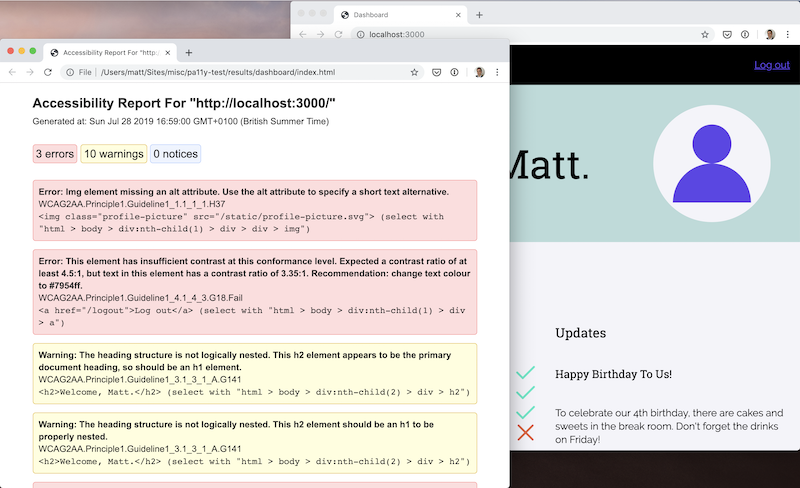 Dashboard
localhost:3000
Log out
Matt.
Updates
Happy Birthday To Us!
To celebrate our 4th birthday, there are cakes and
sweets in the break room. Don't forget the drinks
on Friday!
Accessibility Report For "http:
File | /Users/matt/Sites/misc/pa11y-test/results/dashboard/index.html
Accessibility Report For "http://localhost:3000/"
Generated at: Sun Jul 28 2019 16:59:00 GMT+0100 (British Summer Time)
3 errors 10 warnings 0 notices
Error: Img element missing an alt attribute. Use the alt attribute to specify a short text alternative.
WCAG2AA.Principle1.Guideline1_1.1_1_1.H37
<img class="profile-picture" src="/static/profile-picture.svg"> (select with
"html > body > div:nth-child(1) > div > div > img")
Error: This element has insufficient contrast at this conformance level. Expected a contrast ratio of at
least 4.5:1, but text in this element has a contrast ratio of 3.35:1. Recommendation: change text colour
to #7954ff.
WCAG2AA.Principle1.Guideline1_4.1_4_3.G18.Fail
<a href="/logout">Log out</a> (select with "html > body > div:nth-child(1) > div
> a")
Warning: The heading structure is not logically nested. This h2 element appears to be the primary
document heading, so should be an h1 element.
WCAG2AA.Principle1.Guideline1_3.1_3_1_A.G141
<h2>Welcome, Matt.</h2> (select with "html > body > div:nth-child(2) > div > h2")
Warning: The heading structure is not logically nested. This h2 element should be an h1 to be
properly nested.
WCAG2AA.Principle1.Guideline1_3.1_3_1_A.G141
<h2>Welcome, Matt.</h2> (select with "html > body > div:nth-child(2) > div > h2")